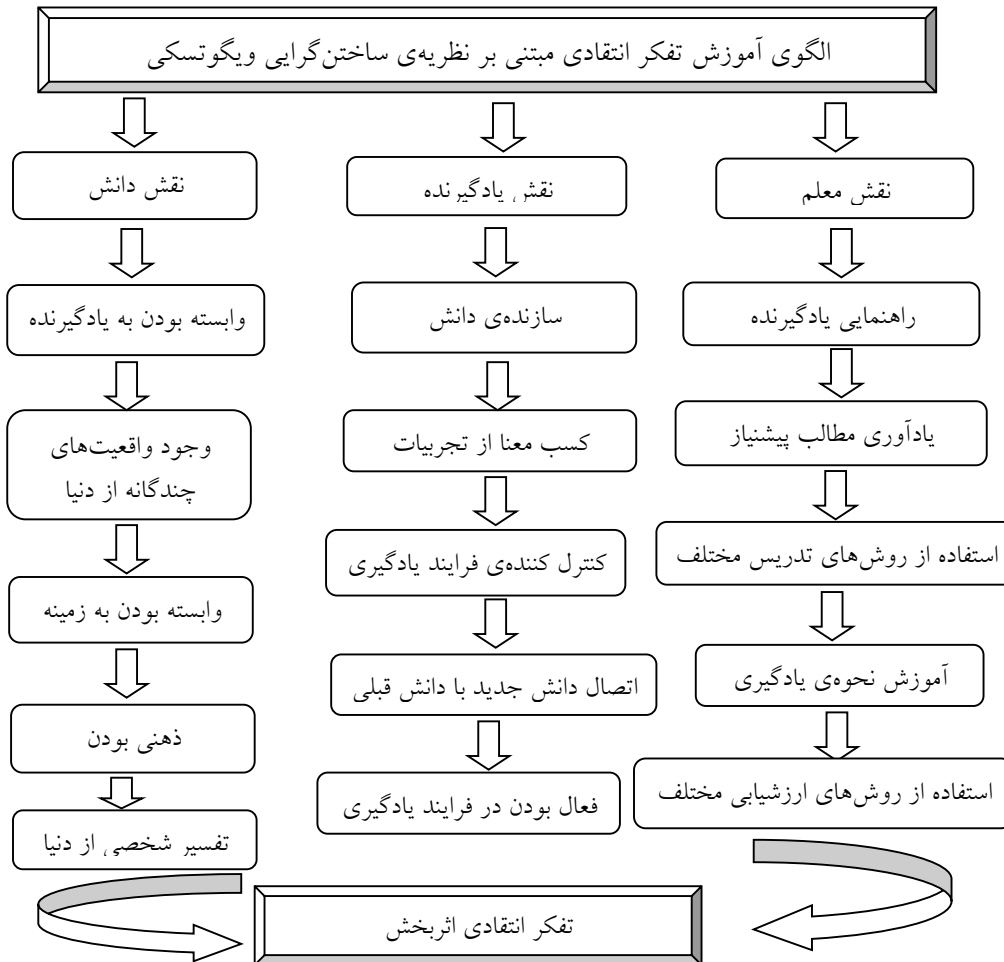 الگوی آموزش تفکر انتقادی مبتنی بر نظریه‌ی ساختن‌گرایی ویگوتسکی
نقش معلم
راهنمایی یادگیرنده
یادآوری مطالب پیشنیاز
استفاده از روش‌های تدریس مختلف
آموزش نحوه‌ی یادگیری
استفاده از روش‌های ارزشیابی مختلف
نقش یادگیرنده
سازنده‌ی دانش
کسب معنا از تجربیات
کنترل کننده‌ی فرایند یادگیری
اتصال دانش جدید با دانش قبلی
فعال بودن در فرایند یادگیری
نقش دانش
وابسته بودن به یادگیرنده
وجود واقعیت‌های
چندگانه از دنیا
وابسته بودن به زمینه
ذهنی بودن
تفسیر شخصی از دنیا
تفکر انتقادی اثربخش